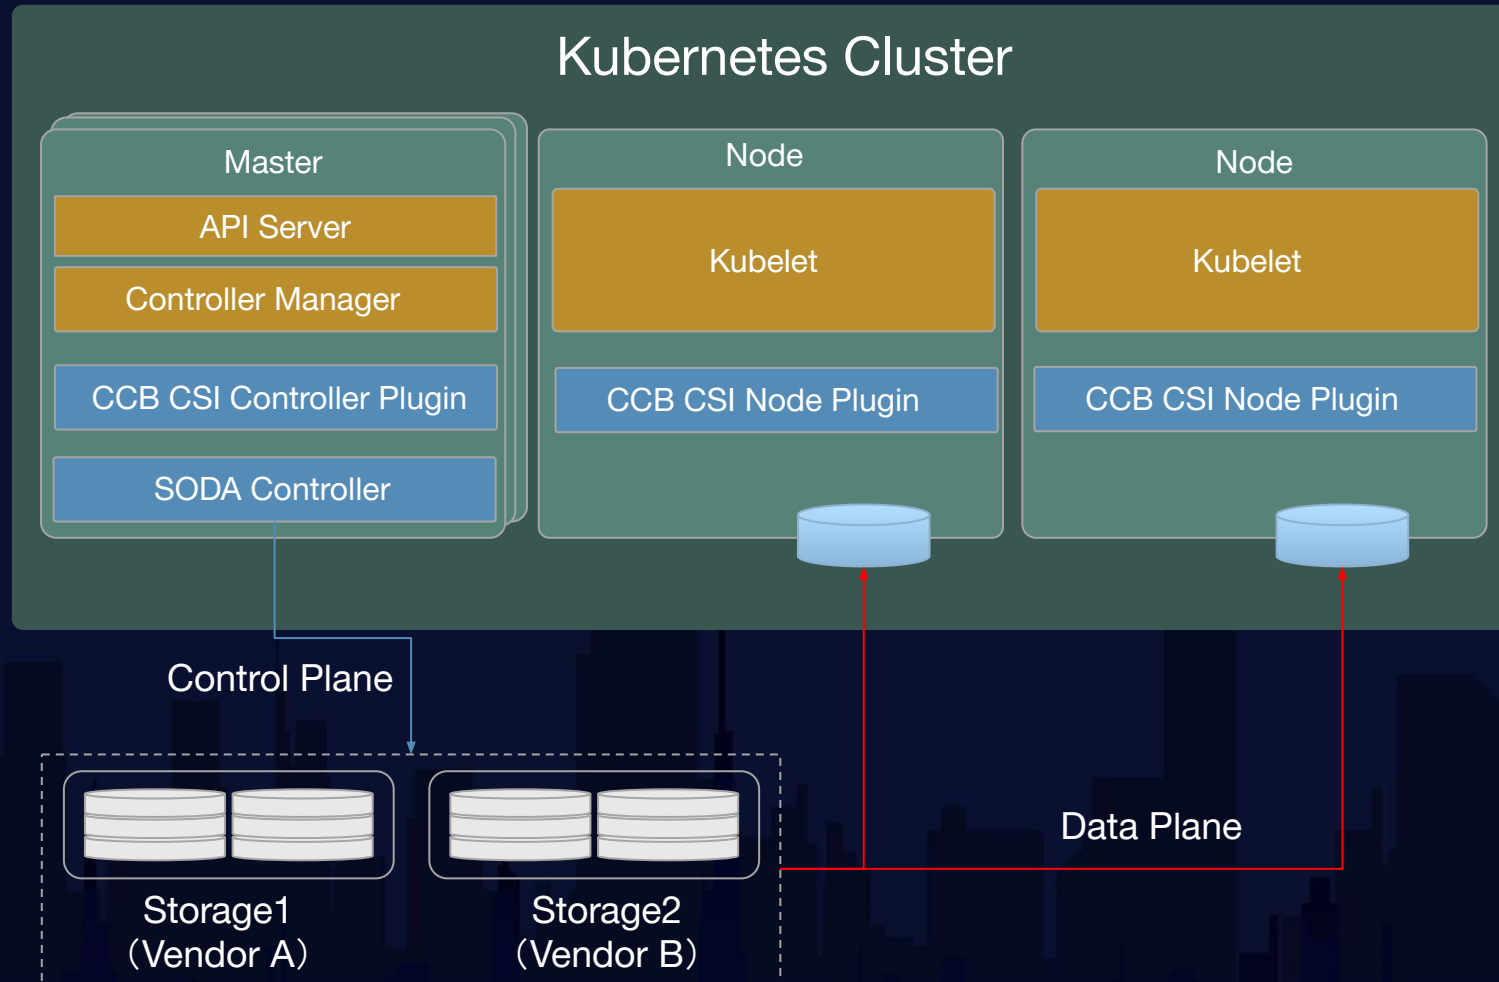 Kubernetes Cluster
Master
API Server
Controller Manager
CCB CSI Controller Plugin
SODA Controller
Node
Kubelet
CCB CSI Node Plugin
Node
Kubelet
CCB CSI Node Plugin
Control Plane
Data Plane
Storage1
（Vendor A）
Storage2
（Vendor B）